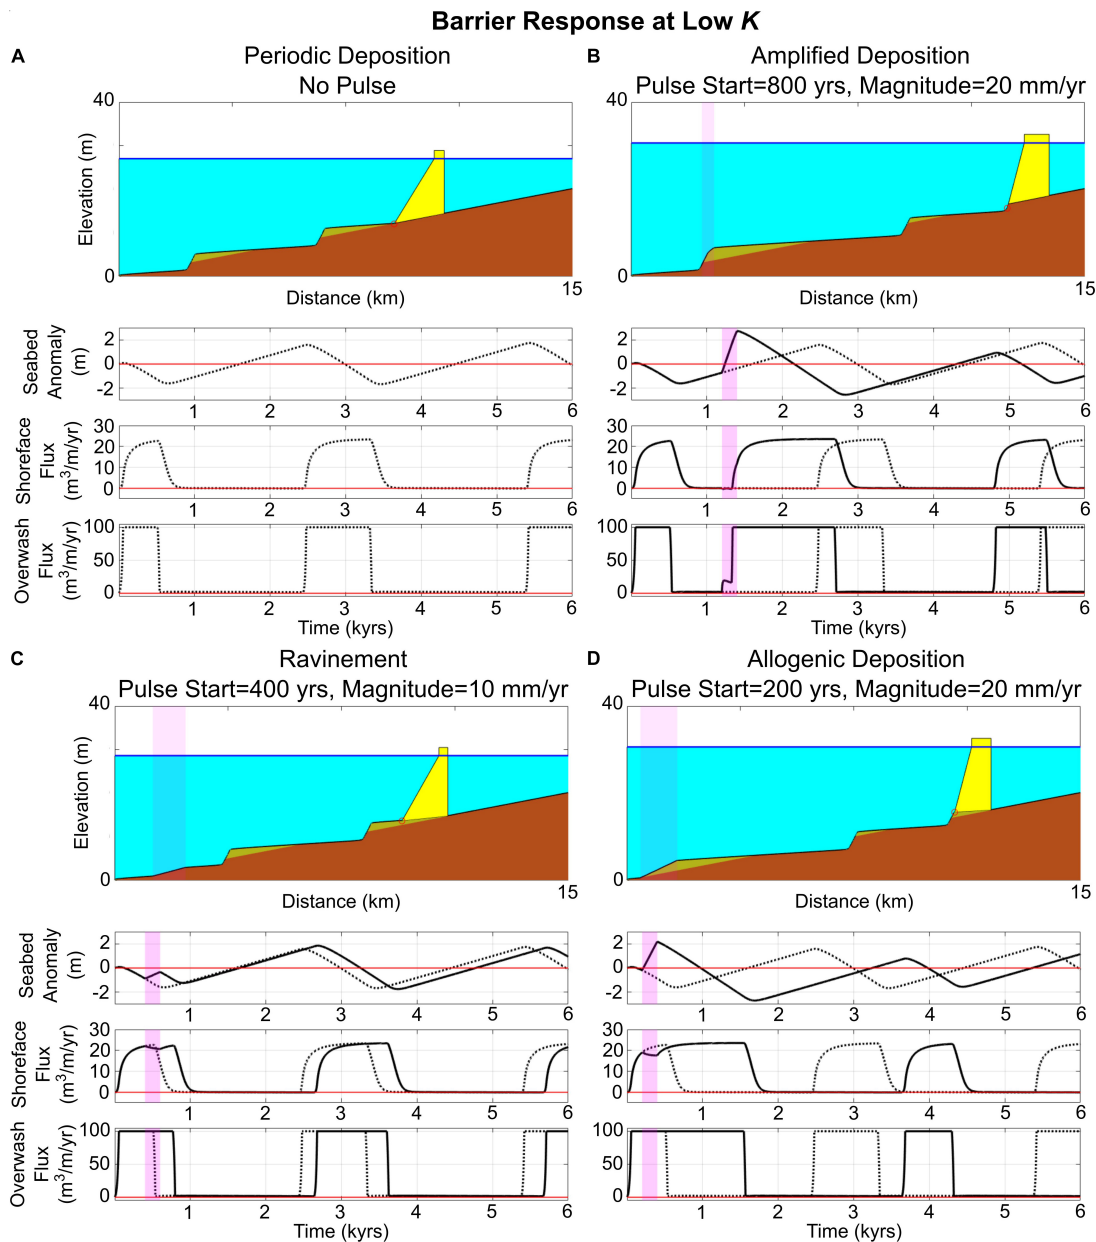 Barrier Response at Low K
A
Periodic Deposition
No Pulse
40
Elevation (m)
0
15
Distance (km)
Seabed
Anomaly
(m)
2
0
-2
1 2 3 4 5 6
Shoreface
Flux
(m³/m/yr)
30
20
10
0
1 2 3 4 5 6
Overwash
Flux
(m³/m/yr)
100
50
0
1 2 3 4 5 6
Time (kyrs)
B
Amplified Deposition
Pulse Start=800 yrs, Magnitude=20 mm/yr
40
0
15
Distance (km)
2
0
-2
1 2 3 4 5 6
30
20
10
0
1 2 3 4 5 6
100
50
0
1 2 3 4 5 6
Time (kyrs)
C
Ravinement
Pulse Start=400 yrs, Magnitude=10 mm/yr
40
Elevation (m)
0
15
Distance (km)
Seabed
Anomaly
(m)
2
0
-2
1 2 3 4 5 6
Shoreface
Flux
(m³/m/yr)
30
20
10
0
1 2 3 4 5 6
Overwash
Flux
(m³/m/yr)
100
50
0
1 2 3 4 5 6
Time (kyrs)
D
Allogenic Deposition
Pulse Start=200 yrs, Magnitude=20 mm/yr
40
0
15
Distance (km)
2
0
-2
1 2 3 4 5 6
30
20
10
0
1 2 3 4 5 6
100
50
0
1 2 3 4 5 6
Time (kyrs)